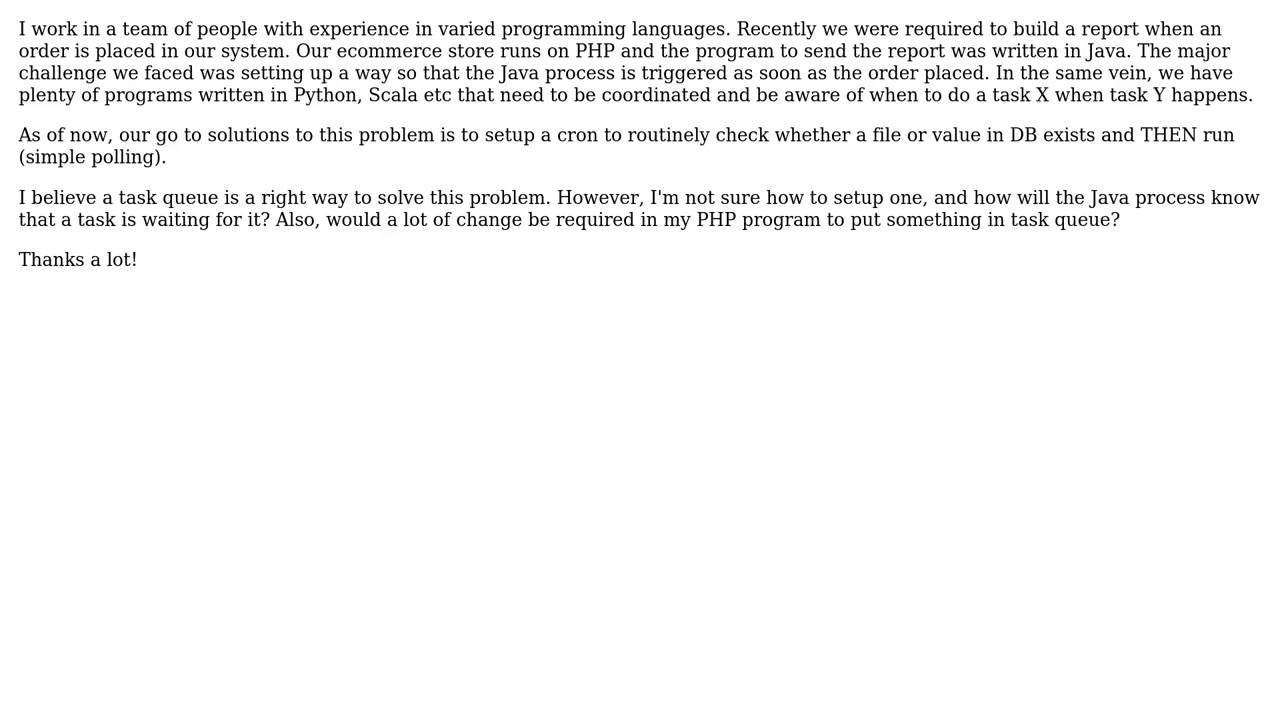 I work in a team of people with experience in varied programming languages. Recently we were required to build a report when an
order is placed in our system. Our ecommerce store runs on PHP and the program to send the report was written in Java. The major
challenge we faced was setting up a way so that the Java process is triggered as soon as the order placed. In the same vein, we have
plenty of programs written in Python, Scala etc that need to be coordinated and be aware of when to do a task X when task Y happens.
As of now, our go to solutions to this problem is to setup a cron to routinely check whether a file or value in DB exists and THEN run
(simple polling).
I believe a task queue is a right way to solve this problem. However, I'm not sure how to setup one, and how will the Java process know
that a task is waiting for it? Also, would a lot of change be required in my PHP program to put something in task queue?
Thanks a lot!